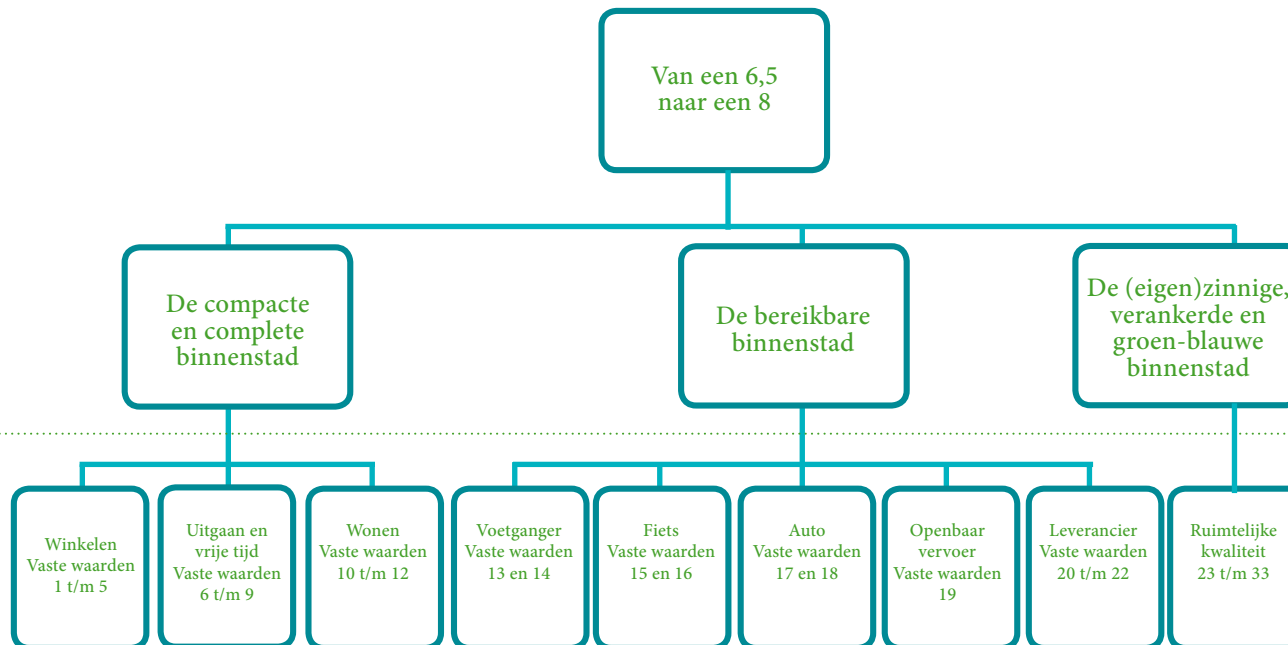 Van een 6,5
naar een 8
De compacte
en complete
binnenstad
De bereikbare
binnenstad
De (eigen)zinnige,
verankerde en
groen-blauwe
binnenstad
Winkelen
Vaste waarden
1 t/m 5
Uitgaan en
vrije tijd
Vaste waarden
6 t/m 9
Wonen
Vaste waarden
10 t/m 12
Voetganger
Vaste waarden
13 en 14
Fiets
Vaste waarden
15 en 16
Auto
Vaste waarden
17 en 18
Openbaar
vervoer
Vaste waarden
19
Leverancier
Vaste waarden
20 t/m 22
Ruimtelijke
kwaliteit
23 t/m 33